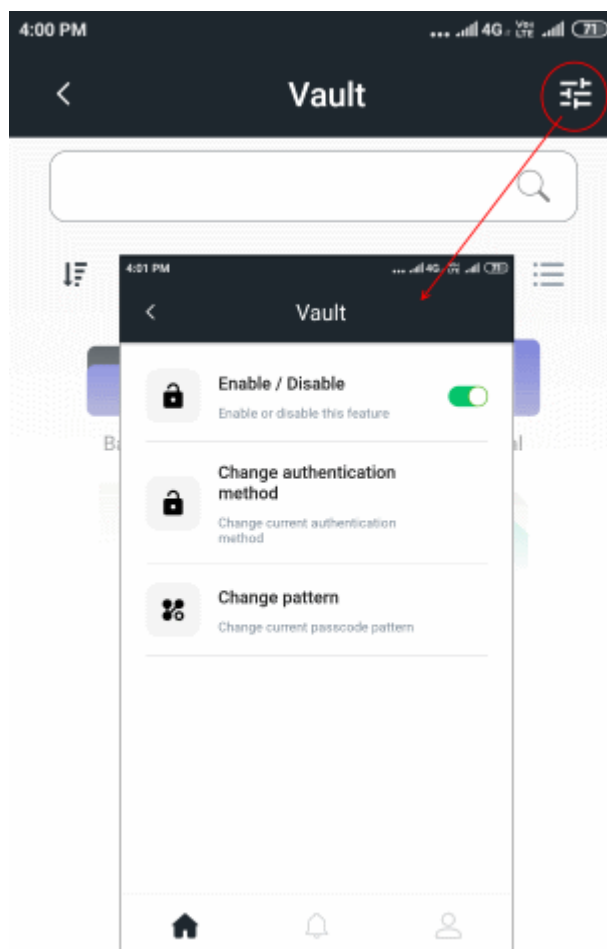 4:00 PM
4G VoLTE 71
Vault
4:01 PM
4G 71
Vault
Enable / Disable
Enable or disable this feature
Change authentication
method
Change current authentication
method
Change pattern
Change current passcode pattern